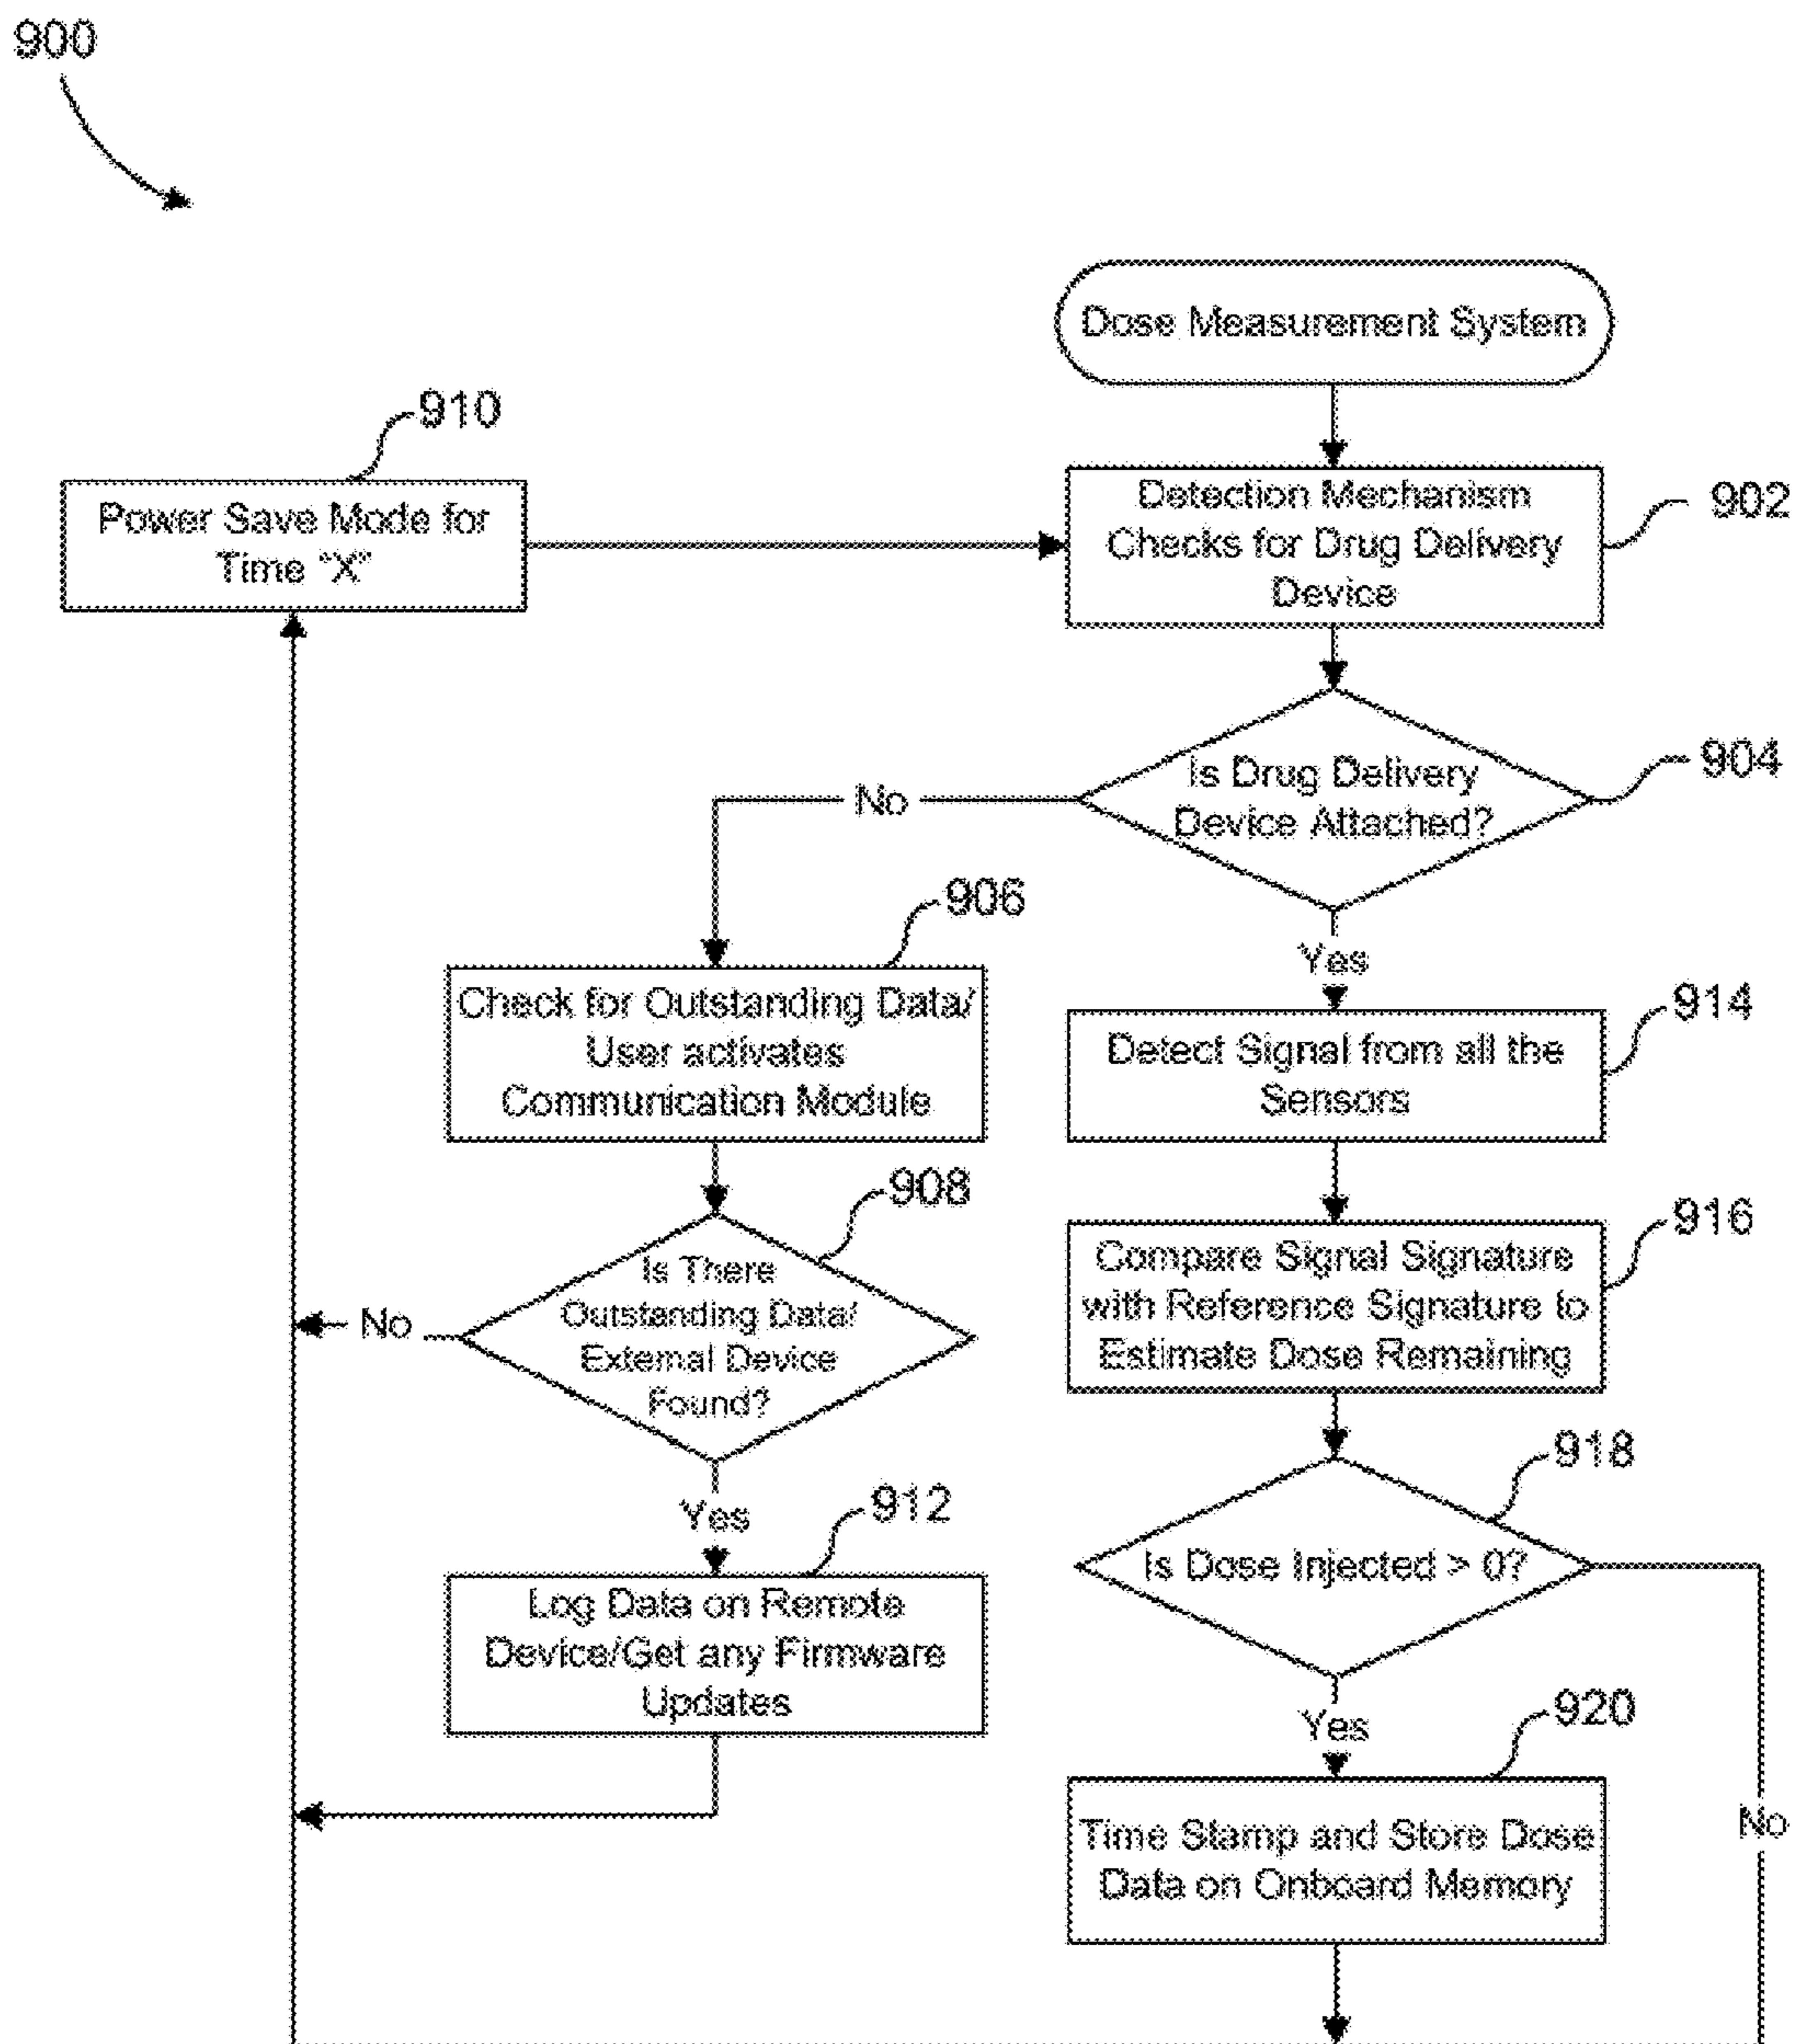 900
Dose Measurement System
910
Power Save Mode for
Time "X"
Detection Mechanism
Checks for Drug Delivery
Device
902
Is Drug Delivery
Device Attached?
904
No
906
Check for Outstanding Data/
User activates
Communication Module
Yes
914
Detect Signal from all the
Sensors
908
Is There
Outstanding Data/
External Device
Found?
No
916
Compare Signal Signature
with Reference Signature to
Estimate Dose Remaining
Yes
912
Log Data on Remote
Device/Get any Firmware
Updates
918
Is Dose Injected > 0?
Yes
920
Time Stamp and Store Dose
Data on Onboard Memory
No